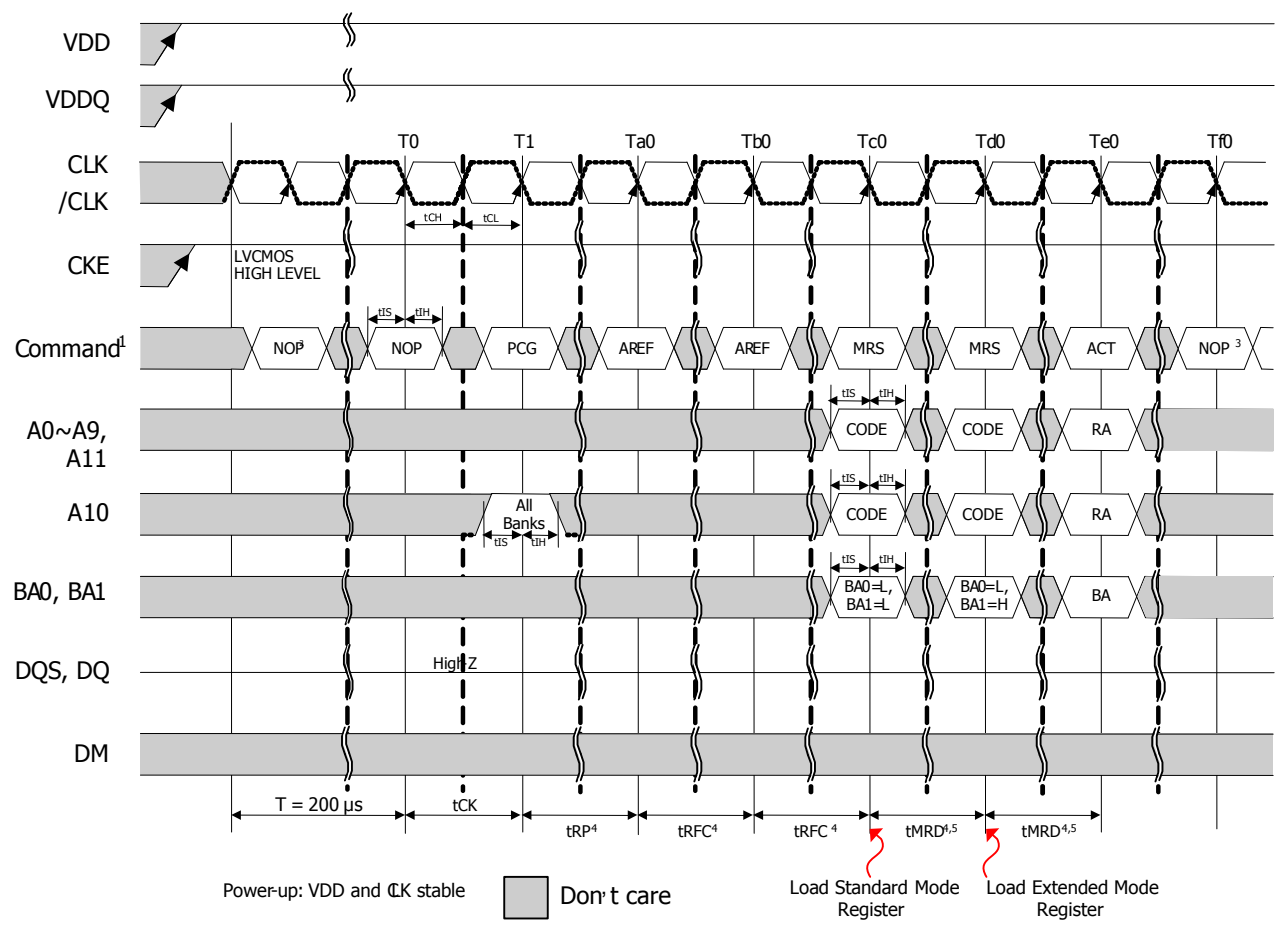 VDD
VDDQ
T0 T1 Ta0 Tb0 Tc0 Td0 Te0 Tf0
CLK
/CLK
tCH tCL
CKE
LVCMOS
HIGH LEVEL
tIS tIH
Command1 NOP3 NOP PCG AREF AREF MRS MRS ACT NOP 3
tIS tIH
A0~A9,
A11
CODE CODE RA
tIS tIH
A10
All
Banks
CODE CODE RA
tIS tIH
tIS tIH
BA0, BA1
BA0=L,
BA1=L
BA0=L,
BA1=H
BA
DQS, DQ
High-Z
DM
T = 200 µs tCK
tRP4 tRFC4 tRFC 4 tMRD4,5 tMRD4,5
Power-up: VDD and CLK stable
Don't care
Load Standard Mode
Register
Load Extended Mode
Register